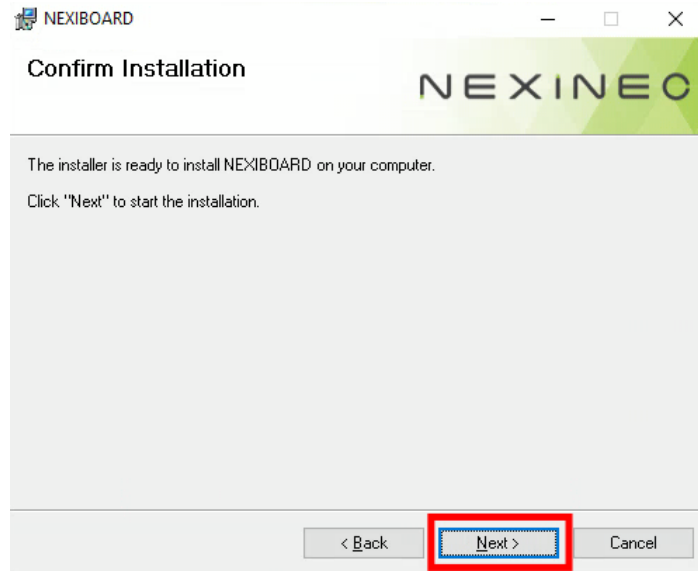 NEXIBOARD
Confirm Installation
NEXINEC
The installer is ready to install NEXIBOARD on your computer.
Click "Next" to start the installation.
< Back
Next >
Cancel